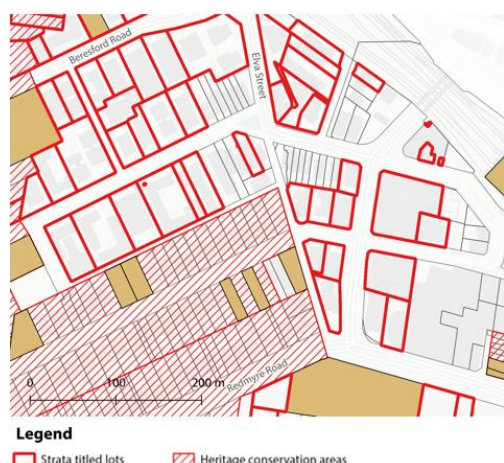 Beresford Road
Elva Street
Redmyre Road
0 100 200 m
Legend
Strata titled lots
Heritage conservation areas